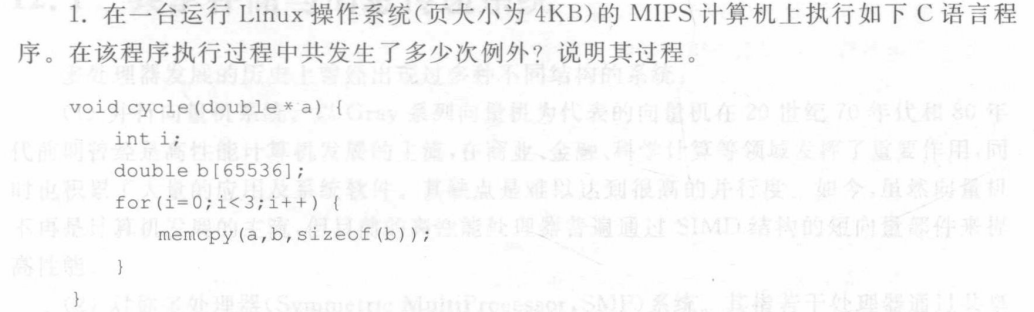 1. 在一台运行 Linux 操作系统(页大小为 4KB)的 MIPS 计算机上执行如下 C 语言程
序。在该程序执行过程中共发生了多少次例外？说明其过程。
void cycle(double * a) {
int i;
double b[65536];
for(i=0;i<3;i++) {
memcpy(a,b,sizeof(b));
}
}